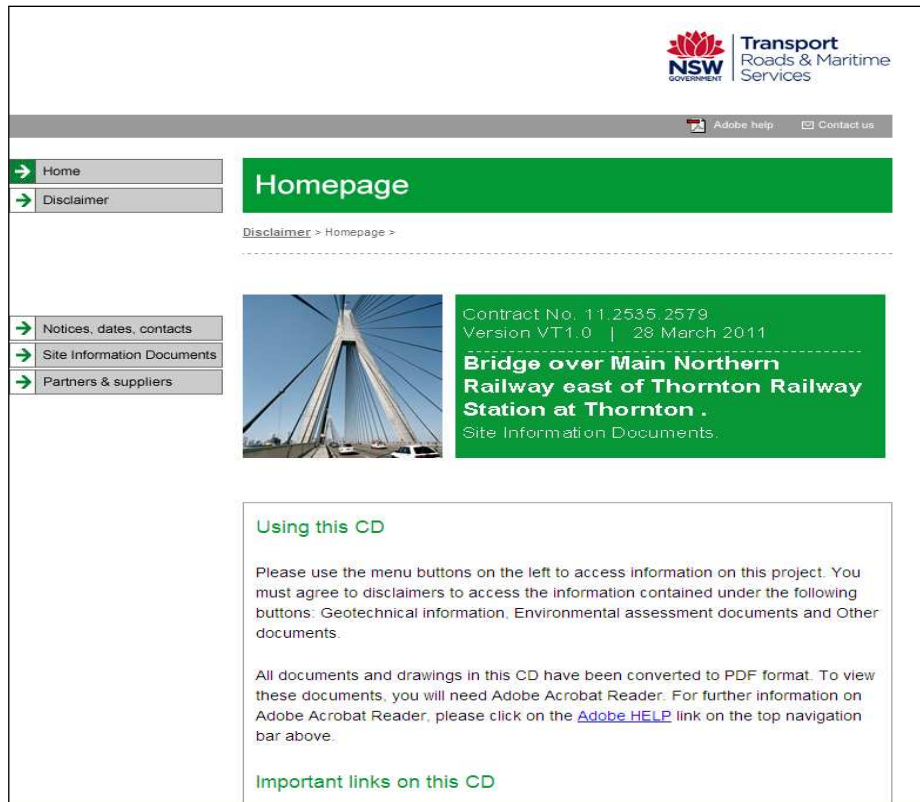 NSW
GOVERNMENT
Transport
Roads & Maritime
Services
Adobe help
Contact us
Home
Disclaimer
Homepage
Disclaimer > Homepage >
Notices, dates, contacts
Site Information Documents
Partners & suppliers
Contract No. 11.2535.2579
Version VT1.0 | 28 March 2011
Bridge over Main Northern
Railway east of Thornton Railway
Station at Thornton .
Site Information Documents.
Using this CD
Please use the menu buttons on the left to access information on this project. You
must agree to disclaimers to access the information contained under the following
buttons: Geotechnical information, Environmental assessment documents and Other
documents.
All documents and drawings in this CD have been converted to PDF format. To view
these documents, you will need Adobe Acrobat Reader. For further information on
Adobe Acrobat Reader, please click on the Adobe HELP link on the top navigation
bar above.
Important links on this CD